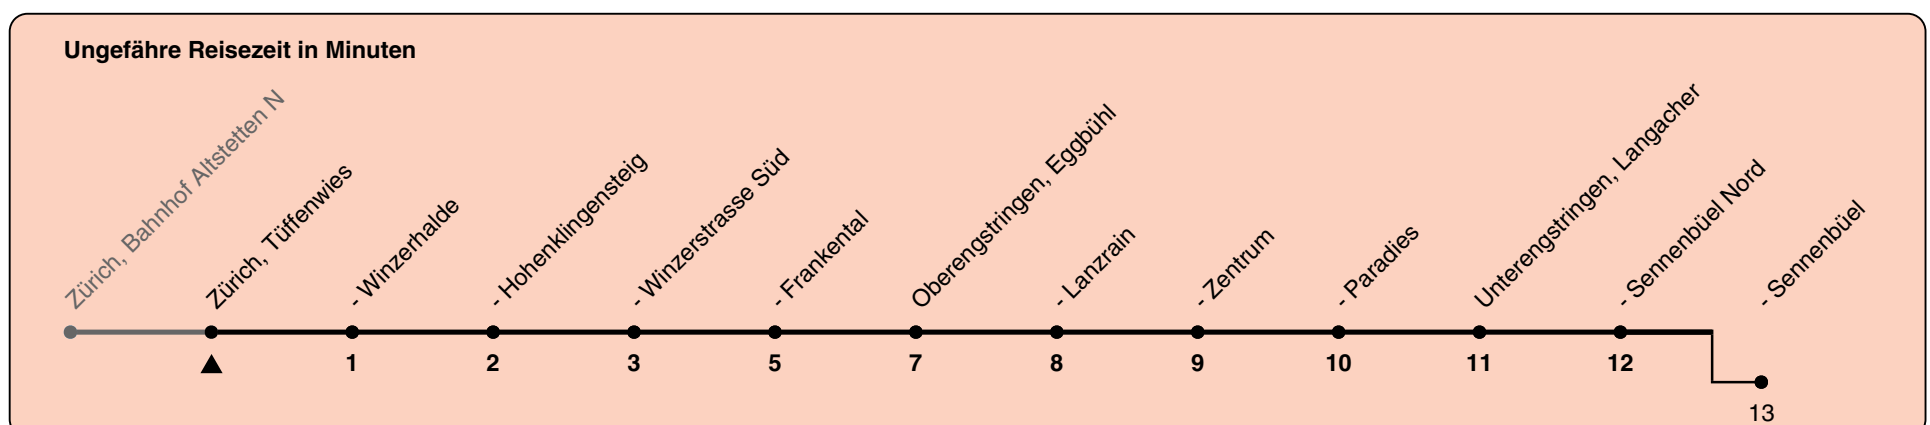 Ungefähre Reisezeit in Minuten
Zürich, Bahnhof Altstetten N
Zürich, Tüffenwies
- Winzerhalde
- Hohenklingensteig
- Winzerstrasse Süd
- Frankental
Oberengstringen, Eggbühl
- Lanzrain
- Zentrum
- Paradies
Unterengstringen, Langacher
- Sennenbüel Nord
- Sennenbüel
1 2 3 5 7 8 9 10 11 12
13